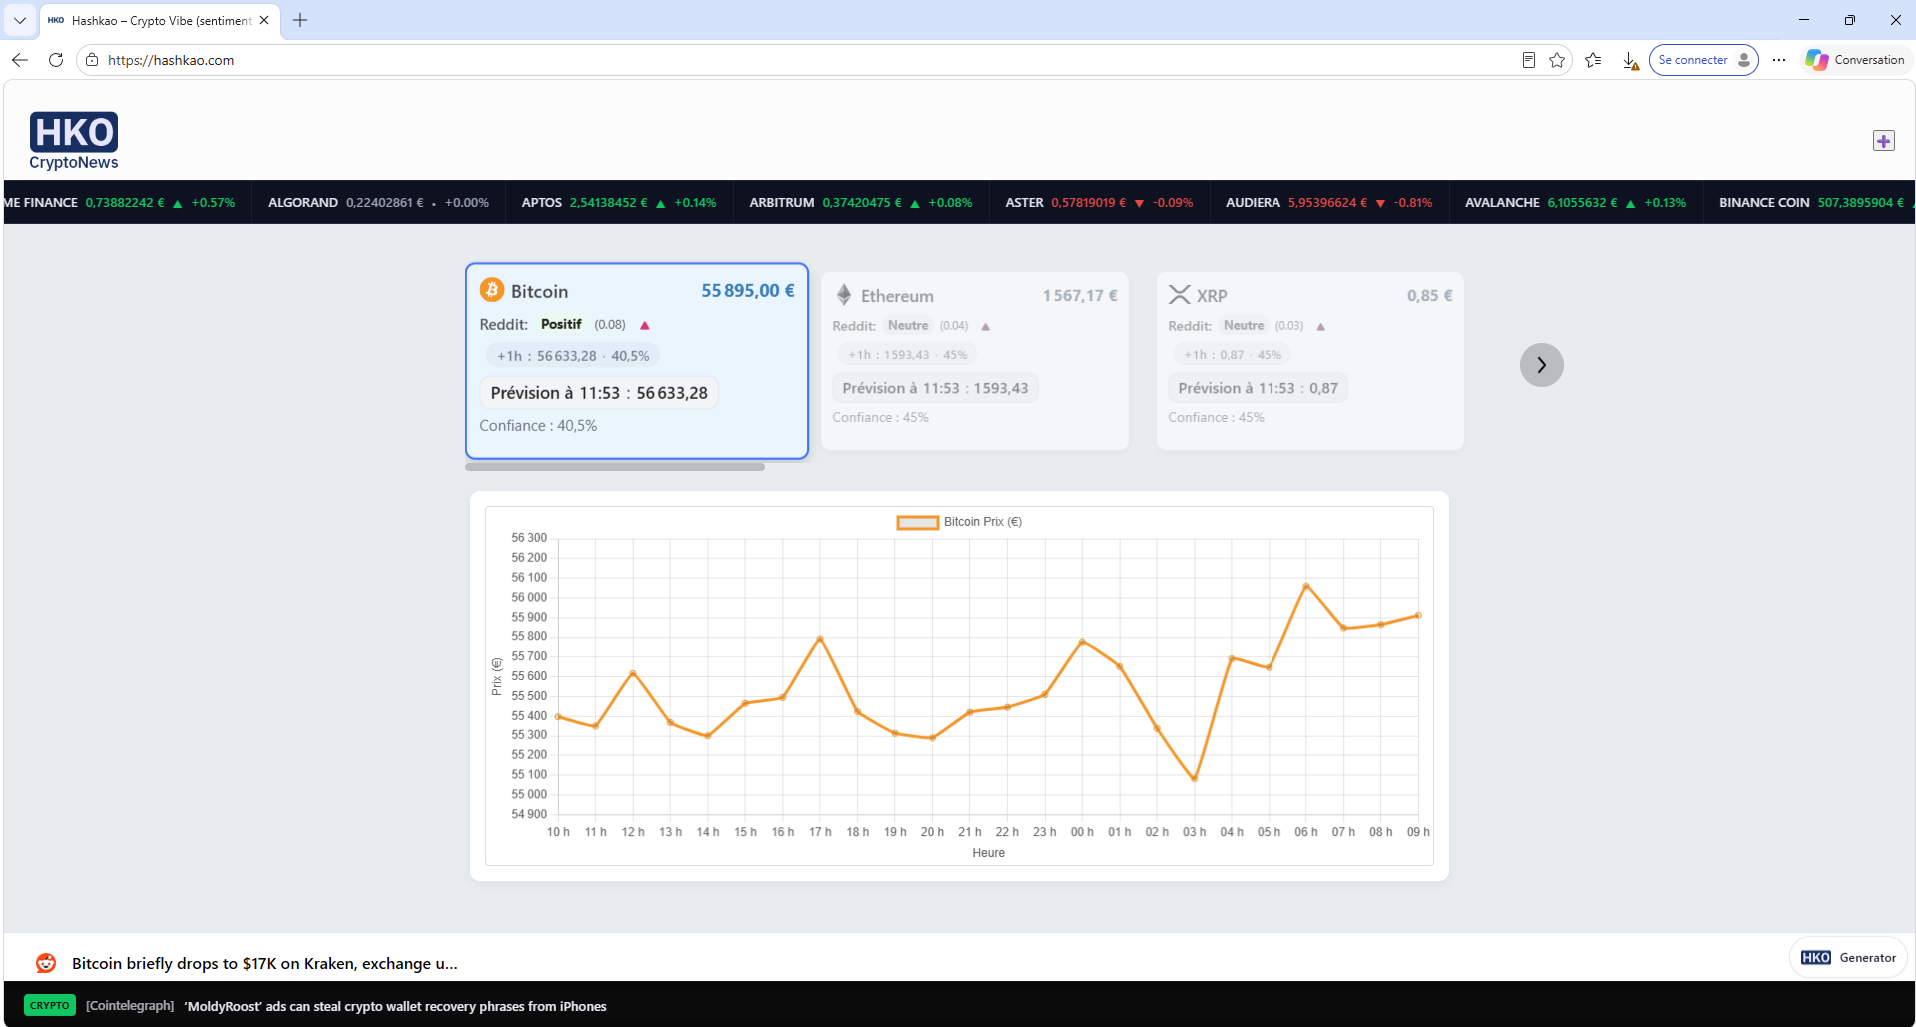 HKO Hashkao – Crypto Vibe (sentiment
https://hashkao.com
Se connecter
Conversation
HKO
CryptoNews
ME FINANCE 0,73882242 € ▲ +0.57% ALGORAND 0,22402861 € • +0.00% APTOS 2,54138452 € ▲ +0.14% ARBITRUM 0,37420475 € ▲ +0.08% ASTER 0,57819019 € ▼ -0.09% AUDIERA 5,95396624 € ▼ -0.81% AVALANCHE 6,1055632 € ▲ +0.13% BINANCE COIN 507,3895904 €
Bitcoin 55 895,00 €
Reddit: Positif (0.08) ▲
+1h : 56 633,28 · 40,5%
Prévision à 11:53 : 56 633,28
Confiance : 40,5%
Ethereum 1 567,17 €
Reddit: Neutre (0.04) ▲
+1h : 1 593,43 · 45%
Prévision à 11:53 : 1 593,43
Confiance : 45%
XRP 0,85 €
Reddit: Neutre (0.03) ▲
+1h : 0,87 · 45%
Prévision à 11:53 : 0,87
Confiance : 45%
Bitcoin Prix (€)
56 300
56 200
56 100
56 000
55 900
55 800
55 700
55 600
55 500
55 400
55 300
55 200
55 100
55 000
54 900
Prix (€)
10 h 11 h 12 h 13 h 14 h 15 h 16 h 17 h 18 h 19 h 20 h 21 h 22 h 23 h 00 h 01 h 02 h 03 h 04 h 05 h 06 h 07 h 08 h 09 h
Heure
Bitcoin briefly drops to $17K on Kraken, exchange u...
HKO Generator
CRYPTO [Cointelegraph] ‘MoldyRoost’ ads can steal crypto wallet recovery phrases from iPhones